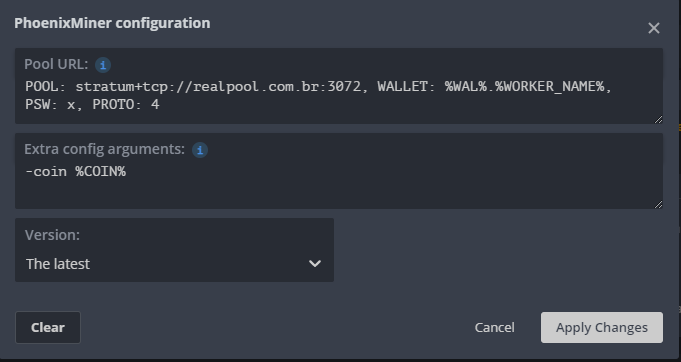 PhoenixMiner configuration
Pool URL:
POOL: stratum+tcp://realpool.com.br:3072, WALLET: %WAL%.%WORKER_NAME%,
PSW: x, PROTO: 4
Extra config arguments:
-coin %COIN%
Version:
The latest
Clear
Cancel
Apply Changes